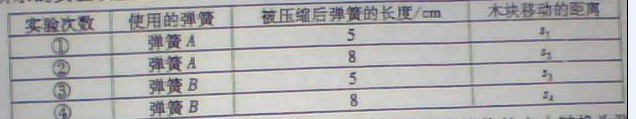 实验次数 使用的弹簧 被压缩后弹簧的长度/cm 木块移动的距离
① 弹簧A 5 s₁
② 弹簧A 8 s₂
③ 弹簧B 5 s₃
④ 弹簧B 8 s₄